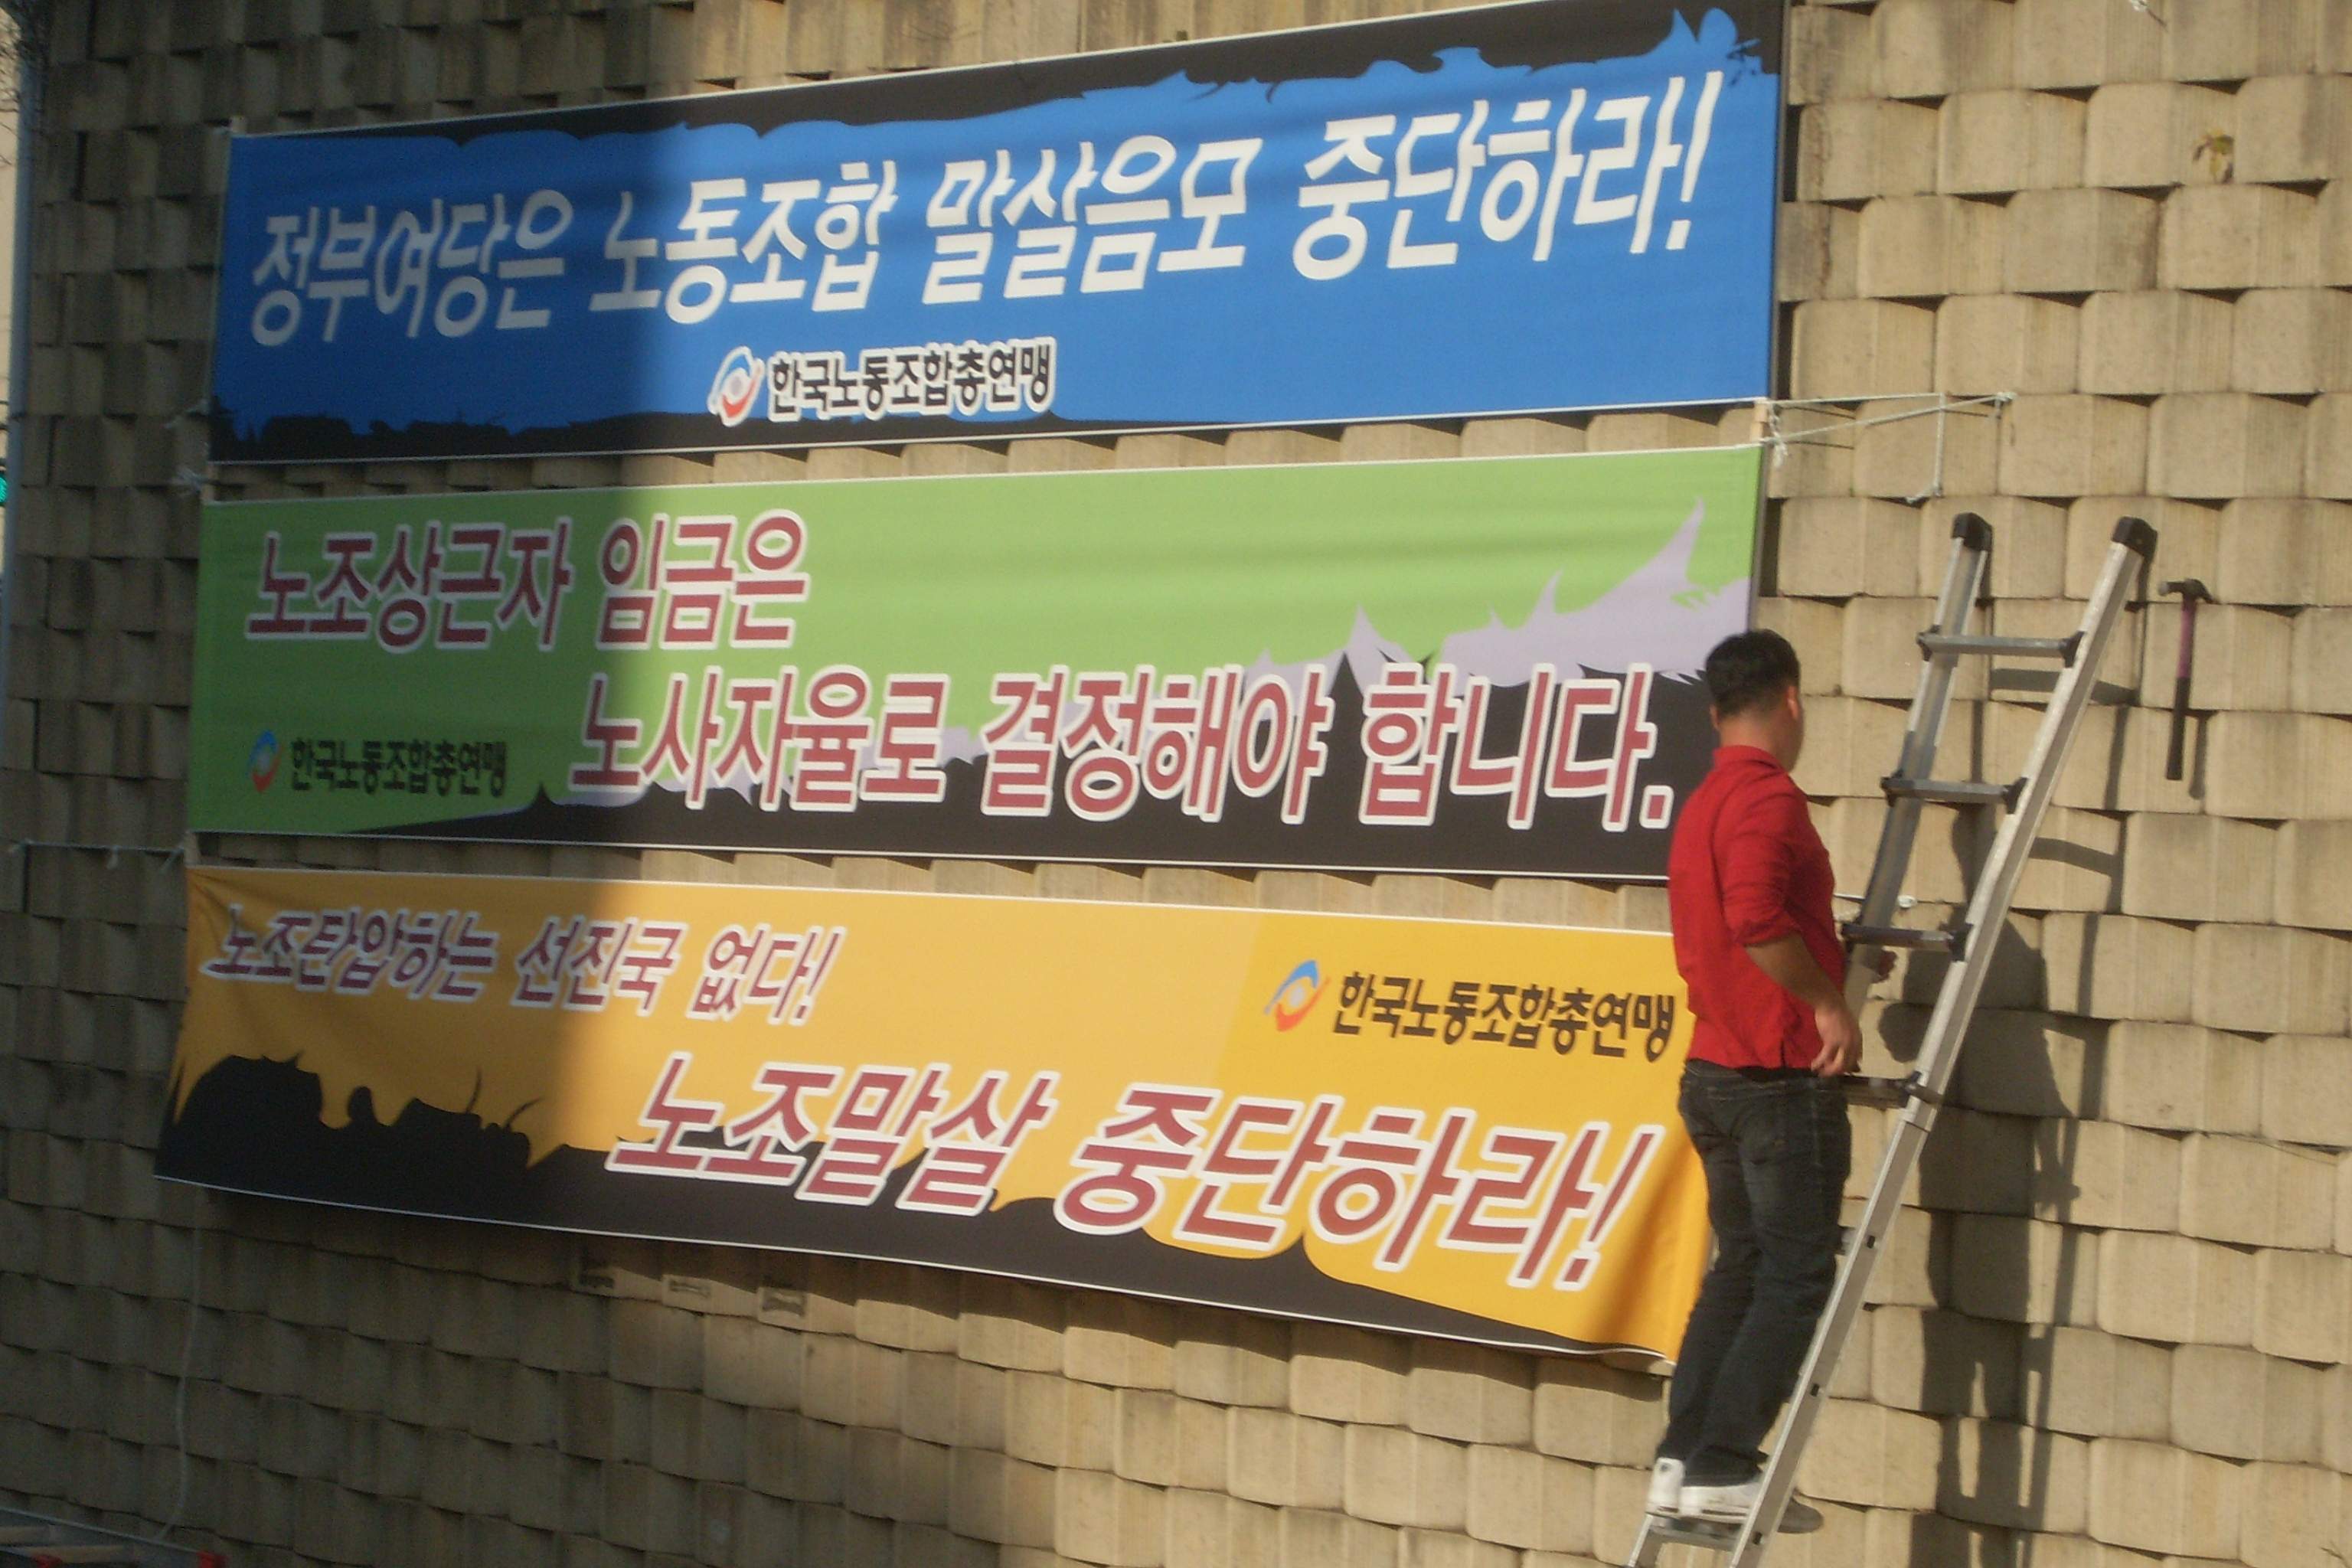 정부여당은 노동조합 말살음모 중단하라!
한국노동조합총연맹
노조상근자 임금은
노사자율로 결정해야 합니다.
한국노동조합총연맹
노조탄압하는 선진국 없다!
한국노동조합총연맹
노조말살 중단하라!